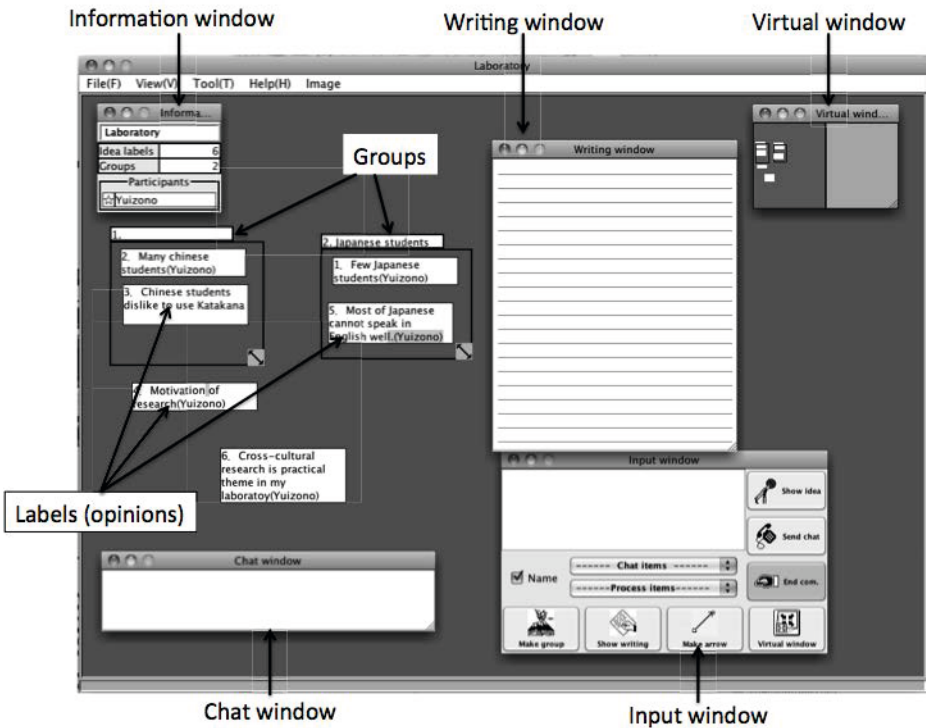 Information window
Writing window
Virtual window
Laboratory
File(F) View(V) Tool(T) Help(H) Image
Informa...
Laboratory
Idea labels 6
Groups 2
Participants
☆Yuizono
Groups
Writing window
Virtual wind...
1.
2. Many chinese
students(Yuizono)
3. Chinese students
dislike to use Katakana
2. Japanese students
1. Few Japanese
students(Yuizono)
5. Most of Japanese
cannot speak in
English well.(Yuizono)
4. Motivation of
research(Yuizono)
6. Cross-cultural
research is practical
theme in my
laboratoy(Yuizono)
Labels (opinions)
Input window
Show idea
Send chat
Name
------ Chat items ------
------Process items------
End com.
Make group
Show writing
Make arrow
Virtual window
Chat window
Chat window
Input window